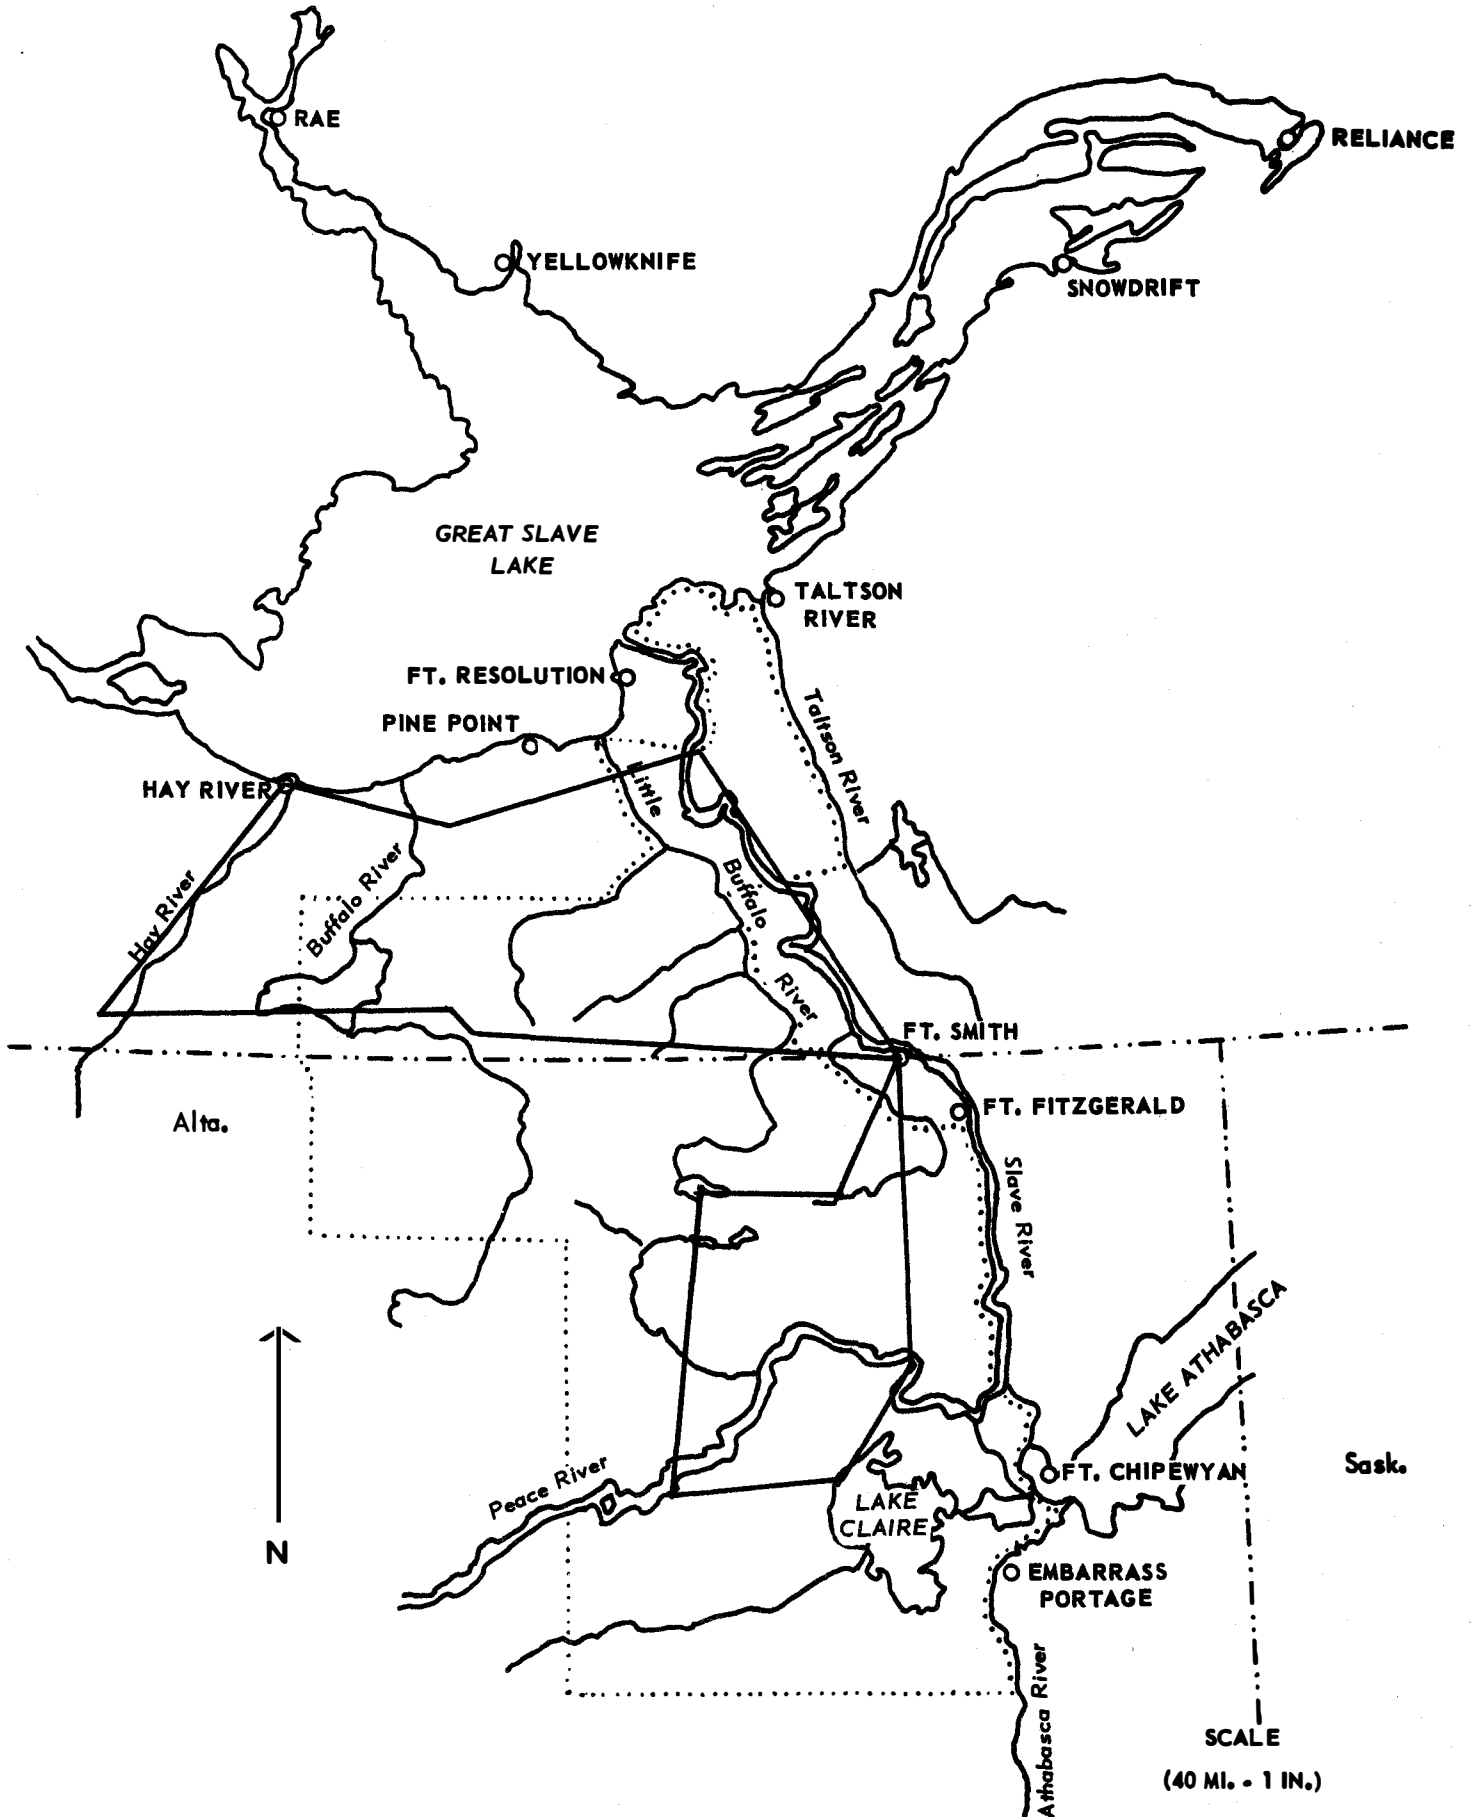 RAE
RELIANCE
YELLOWKNIFE
SNOWDRIFT
GREAT SLAVE
LAKE
TALTSON
RIVER
FT. RESOLUTION
PINE POINT
Taltson River
HAY RIVER
Little
Buffalo
River
Hay River
Buffalo River
FT. SMITH
FT. FITZGERALD
Alta.
Slave River
LAKE ATHABASCA
Peace River
FT. CHIPEWYAN
Sask.
LAKE
CLAIRE
N
EMBARRASS
PORTAGE
Athabasca River
SCALE
(40 MI. - 1 IN.)